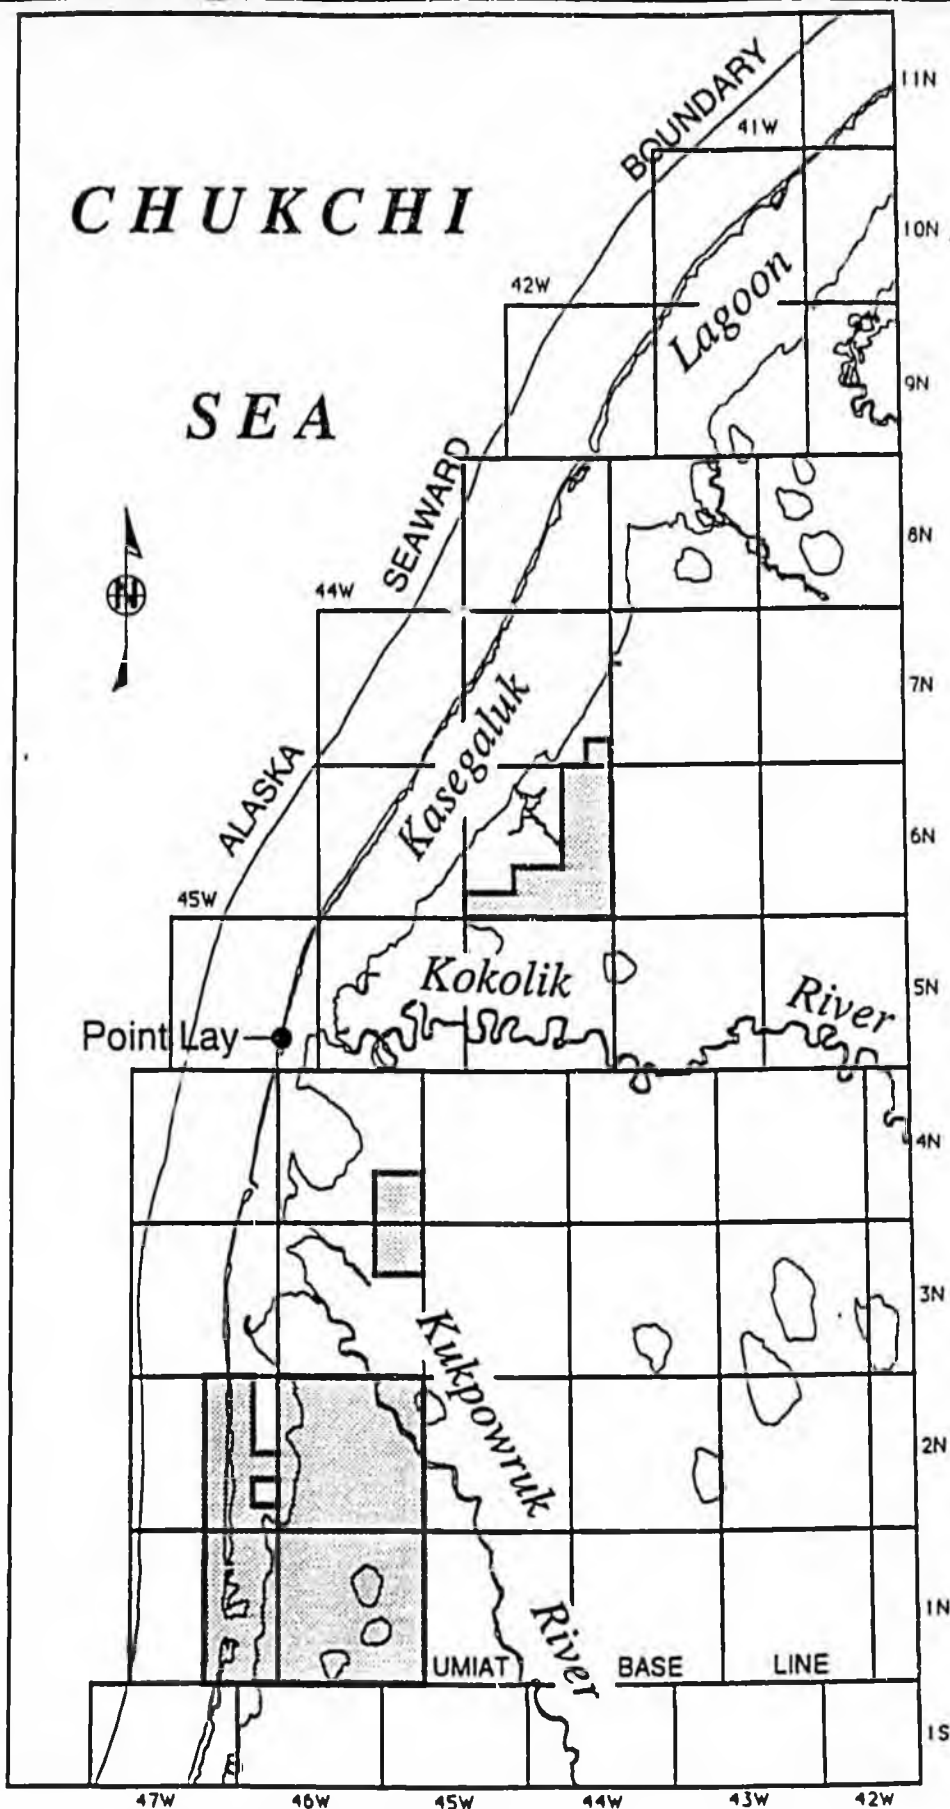 11N
BOUNDARY
41W
CHUKCHI
10N
42W
Lagoon
9N
SEA
SEAWARD
8N
N
44W
7N
Kasegaluk
ALASKA
6N
45W
Kokolik
River
5N
Point Lay
4N
3N
Kukpowruk
2N
1N
River
UMIAT BASE LINE
1S
47W 46W 45W 44W 43W 42W